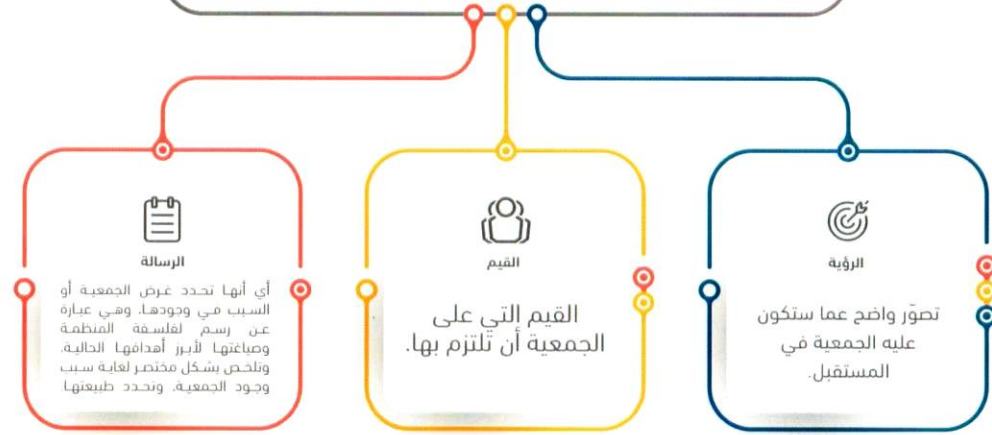 الرؤية
تصوّر واضح عما ستكون
عليه الجمعية في
المستقبل.
القيم
القيم التي على
الجمعية أن تلتزم بها.
الرسالة
أي أنها تحدد غرض الجمعية أو
السبب في وجودها، وهي عبارة
عن رسم لفلسفة المنظمة
وصياغتها لأبرز أهدافها الحالية.
وتلخص بشكل مختصر لغاية سبب
وجود الجمعية، وتحدد طبيعتها